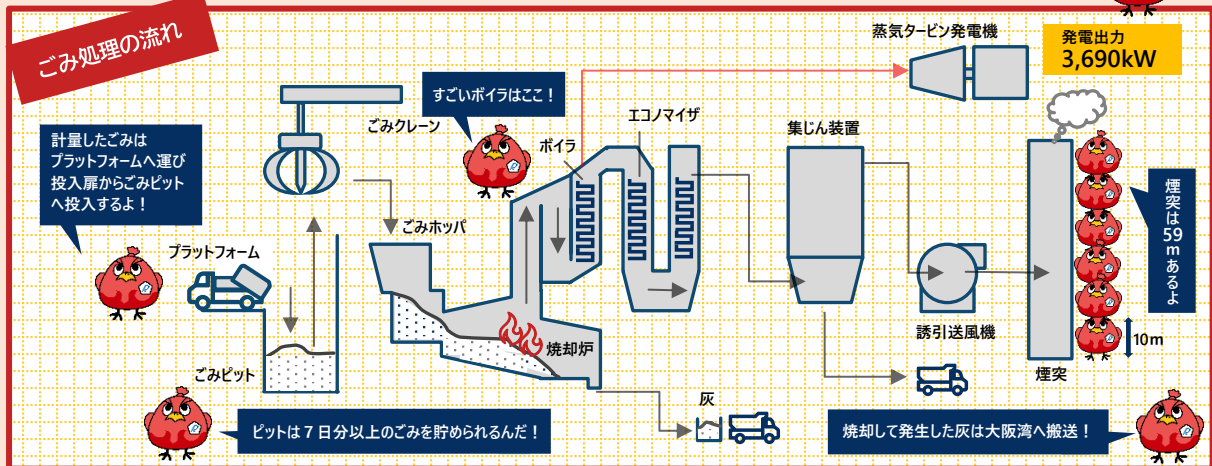 ごみ処理の流れ
蒸気タービン発電機
発電出力
3,690kW
すごいボイラはここ！
ごみクレーン
エコノマイザ
ボイラ
集じん装置
計量したごみは
プラットフォームへ運び
投入扉からごみピット
へ投入するよ！
ごみホッパ
プラットフォーム
煙突は59mあるよ
焼却炉
誘引送風機
10m
ごみピット
煙突
灰
ピットは７日分以上のごみを貯められるんだ！
焼却して発生した灰は大阪湾へ搬送！